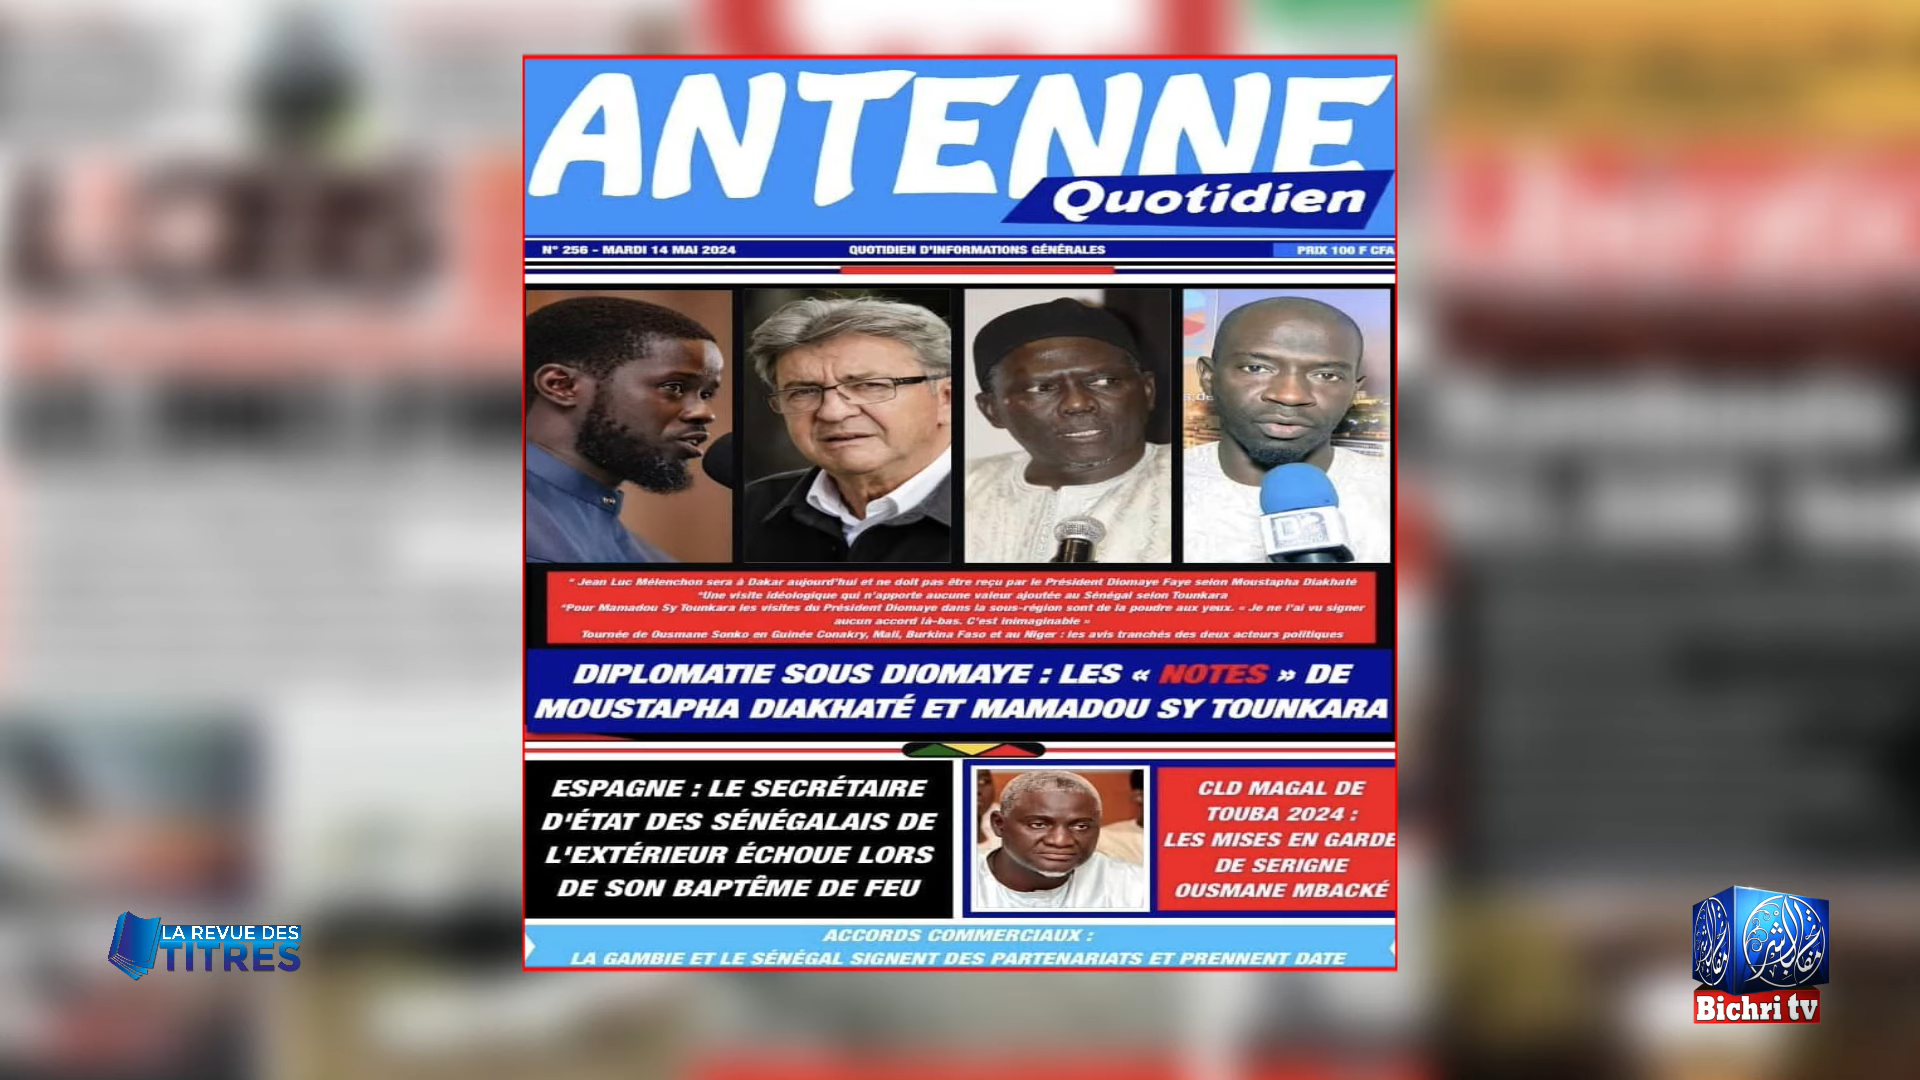 ANTENNE
Quotidien
N° 256 - MARDI 14 MAI 2024
QUOTIDIEN D'INFORMATIONS GÉNÉRALES
PRIX 100 F CFA
" Jean Luc Mélenchon sera à Dakar aujourd'hui et ne doit pas être reçu par le Président Diomaye Faye selon Moustapha Diakhaté
"Une visite idéologique qui n'apporte aucune valeur ajoutée au Sénégal selon Tounkara
"Pour Mamadou Sy Tounkara les visites du Président Diomaye dans la sous-région sont de la poudre aux yeux. « Je ne l'ai vu signer
aucun accord là-bas. C'est inimaginable »
Tournée de Ousmane Sonko en Guinée Conakry, Mali, Burkina Faso et au Niger : les avis tranchés des deux acteurs politiques
DIPLOMATIE SOUS DIOMAYE : LES « NOTES » DE
MOUSTAPHA DIAKHATÉ ET MAMADOU SY TOUNKARA
ESPAGNE : LE SECRÉTAIRE
D'ÉTAT DES SÉNÉGALAIS DE
L'EXTÉRIEUR ÉCHOUE LORS
DE SON BAPTÊME DE FEU
CLD MAGAL DE
TOUBA 2024 :
LES MISES EN GARDE
DE SERIGNE
OUSMANE MBACKÉ
ACCORDS COMMERCIAUX :
LA GAMBIE ET LE SÉNÉGAL SIGNENT DES PARTENARIATS ET PRENNENT DATE
LA REVUE DES
TITRES
Bichri tv